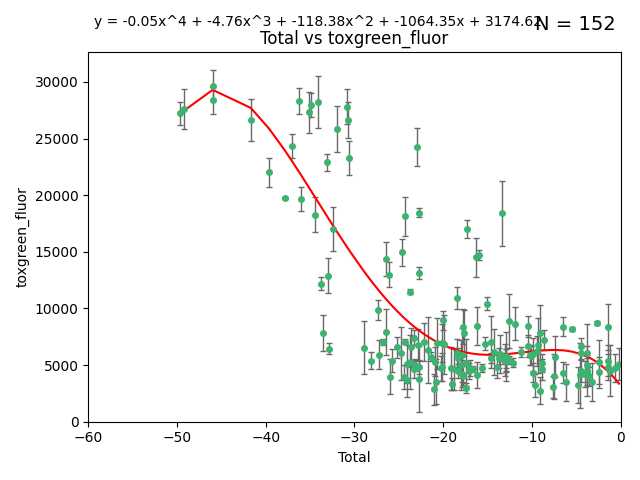 y = -0.05x^4 + -4.76x^3 + -118.38x^2 + -1064.35x + 3174.62
N = 152
Total vs toxgreen_fluor
30000
25000
20000
15000
10000
5000
0
toxgreen_fluor
−60 −50 −40 −30 −20 −10 0
Total